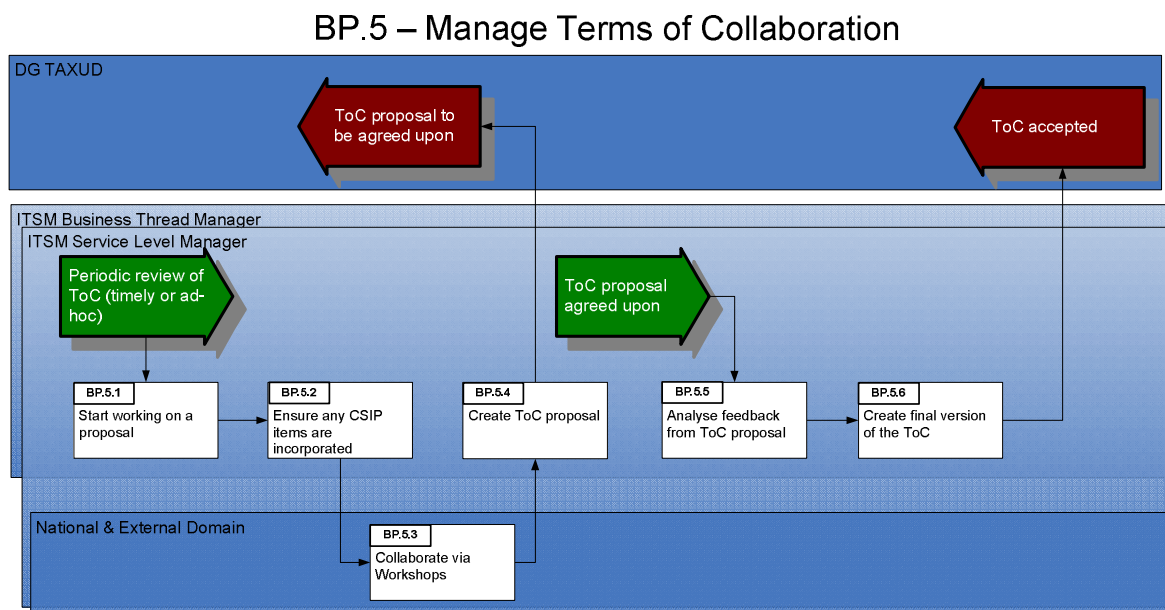 BP.5 – Manage Terms of Collaboration
DG TAXUD
ToC proposal to
be agreed upon
ToC accepted
ITSM Business Thread Manager
ITSM Service Level Manager
Periodic review of
ToC (timely or ad-
hoc)
ToC proposal
agreed upon
BP.5.1
Start working on a
proposal
BP.5.2
Ensure any CSIP
items are
incorporated
BP.5.4
Create ToC proposal
BP.5.5
Analyse feedback
from ToC proposal
BP.5.6
Create final version
of the ToC
National & External Domain
BP.5.3
Collaborate via
Workshops